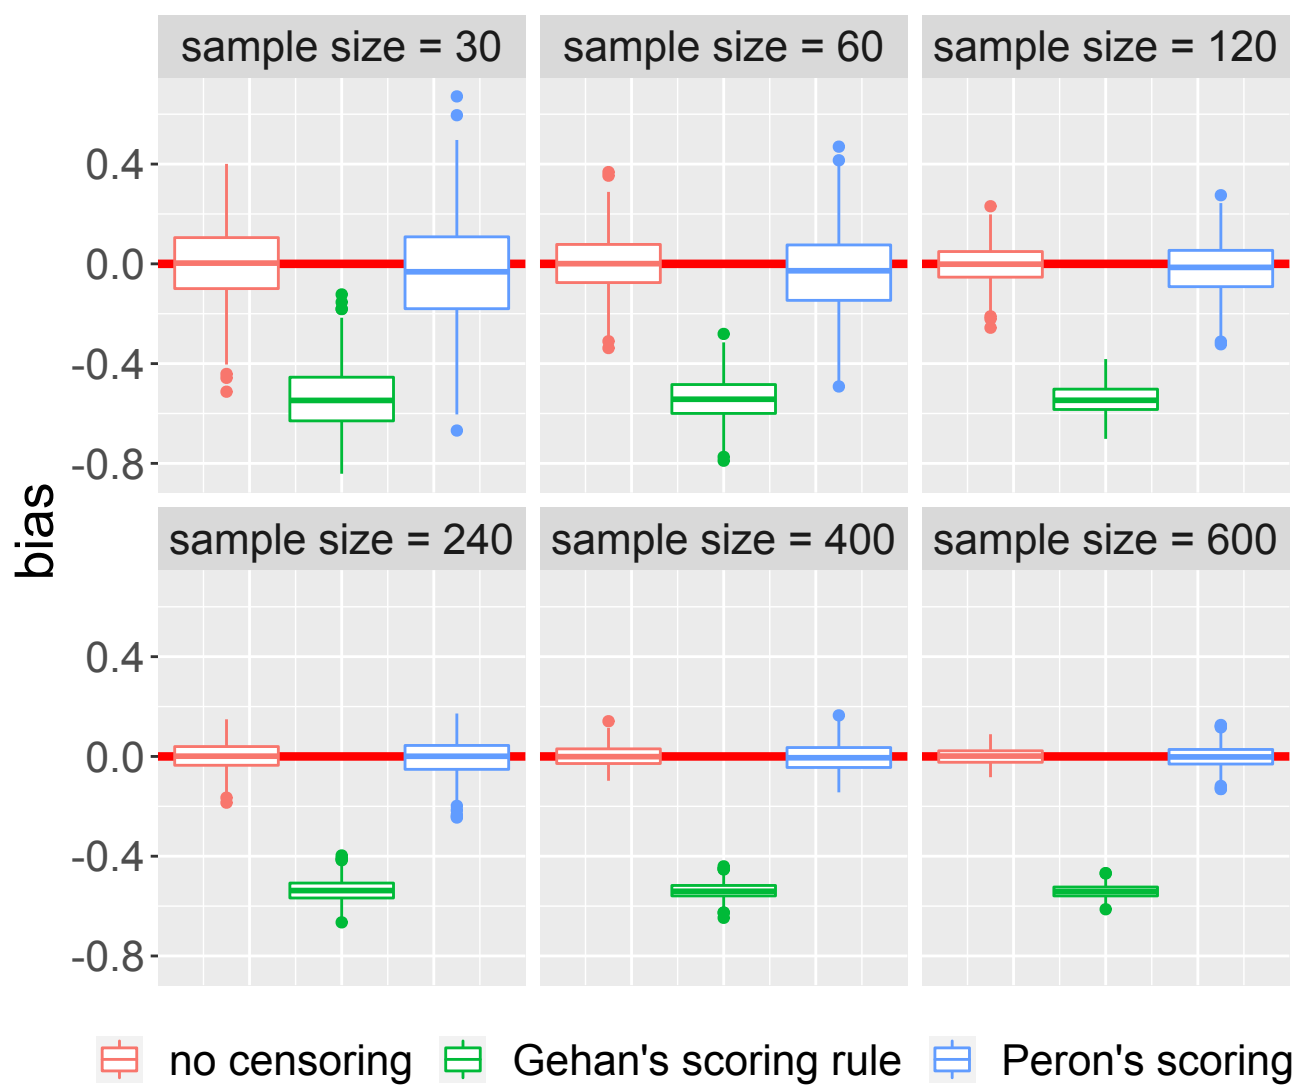 sample size = 30
sample size = 60
sample size = 120
0.4
0.0
-0.4
-0.8
bias
sample size = 240
sample size = 400
sample size = 600
0.4
0.0
-0.4
-0.8
no censoring
Gehan's scoring rule
Peron's scoring